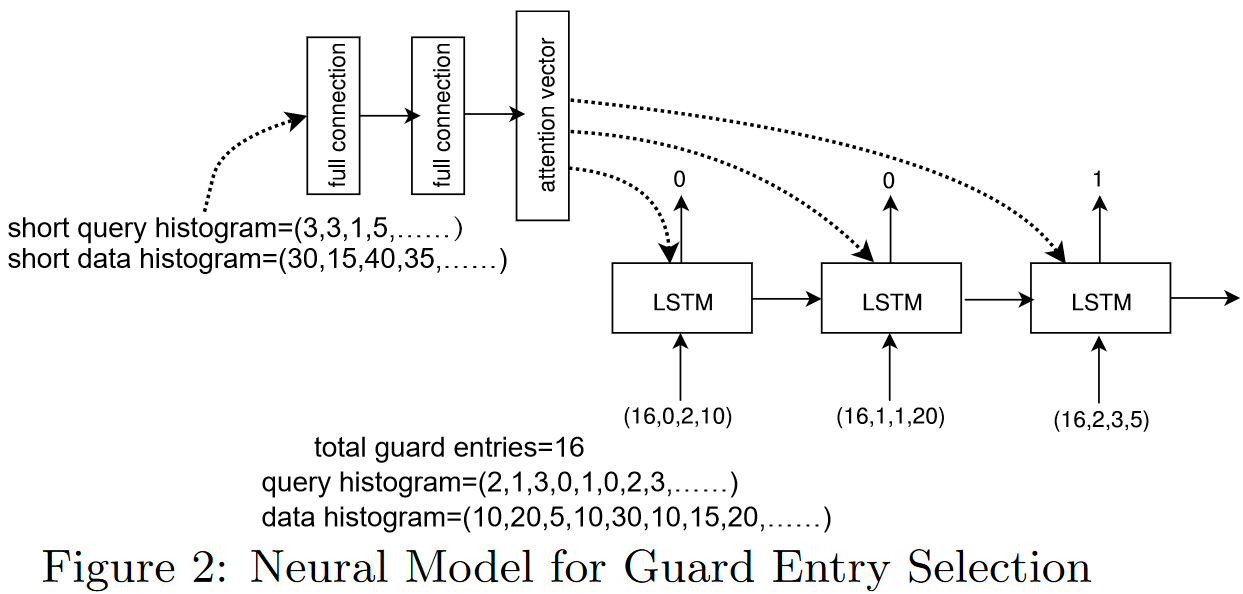 full connection
full connection
attention vector
short query histogram=(3,3,1,5,……)
short data histogram=(30,15,40,35,……)
0
0
1
LSTM
LSTM
LSTM
(16,0,2,10)
(16,1,1,20)
(16,2,3,5)
total guard entries=16
query histogram=(2,1,3,0,1,0,2,3,……)
data histogram=(10,20,5,10,30,10,15,20,……)
Figure 2: Neural Model for Guard Entry Selection